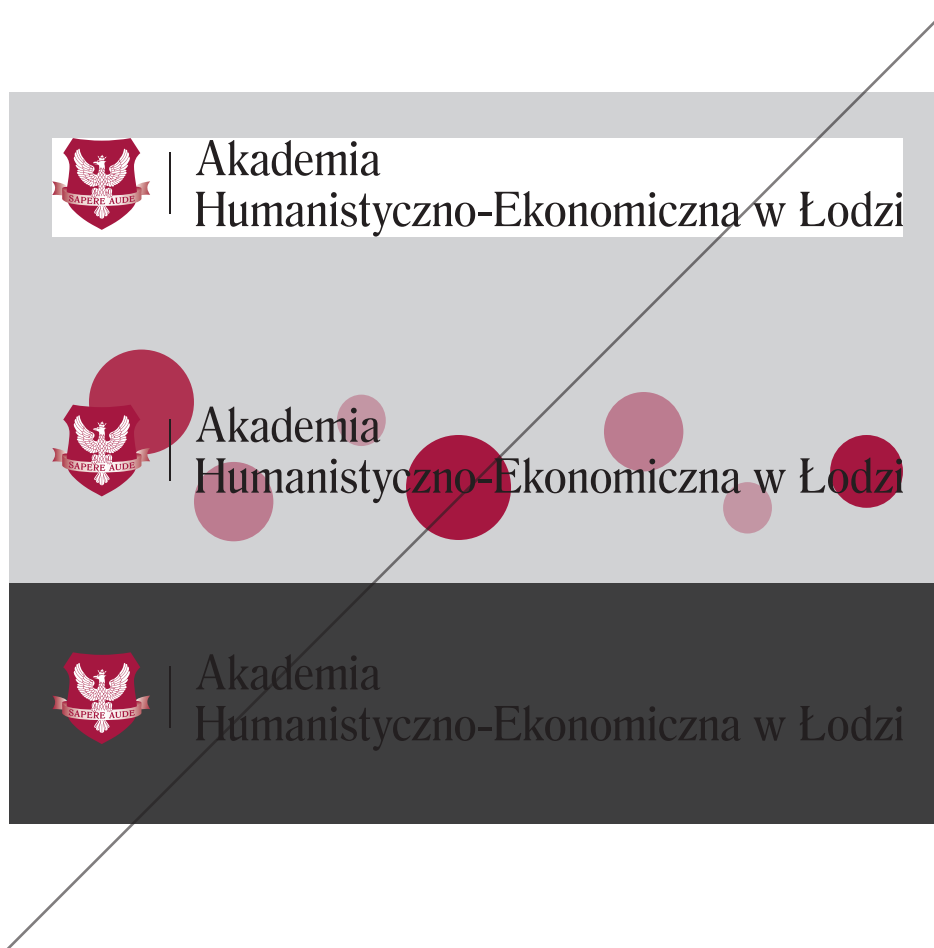 Akademia
Humanistyczno-Ekonomiczna w Łodzi
SAPERE AUDE
Akademia
Humanistyczno-Ekonomiczna w Łodzi
SAPERE AUDE
Akademia
Humanistyczno-Ekonomiczna w Łodzi
SAPERE AUDE